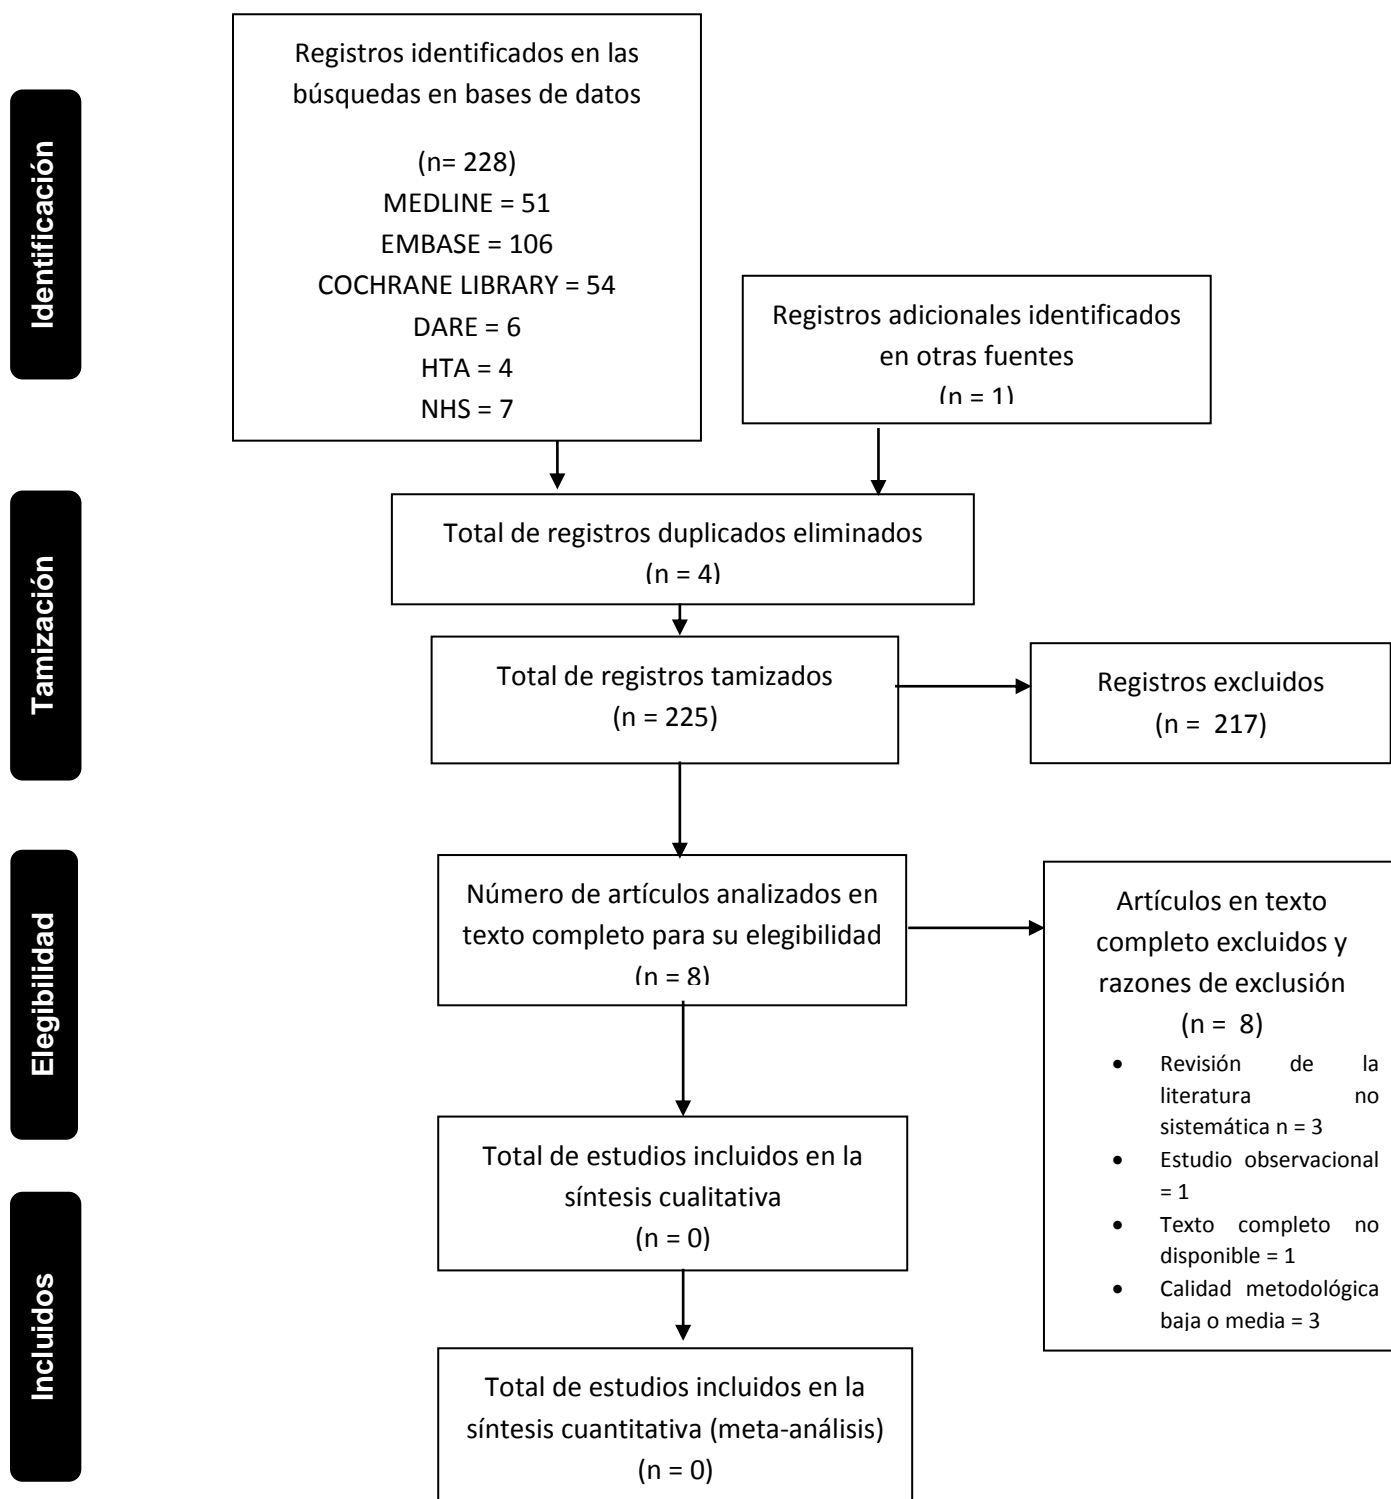 Identificación
Registros identificados en las
búsquedas en bases de datos
(n= 228)
MEDLINE = 51
EMBASE = 106
COCHRANE LIBRARY = 54
DARE = 6
HTA = 4
NHS = 7
Registros adicionales identificados
en otras fuentes
(n = 1)
Tamización
Total de registros duplicados eliminados
(n = 4)
Total de registros tamizados
(n = 225)
Registros excluidos
(n =  217)
Elegibilidad
Número de artículos analizados en
texto completo para su elegibilidad
(n = 8)
Artículos en texto
completo excluidos y
razones de exclusión
(n =  8)
• Revisión de la
literatura no
sistemática n = 3
• Estudio observacional
= 1
• Texto completo no
disponible = 1
• Calidad metodológica
baja o media = 3
Incluidos
Total de estudios incluidos en la
síntesis cualitativa
(n = 0)
Total de estudios incluidos en la
síntesis cuantitativa (meta-análisis)
(n = 0)